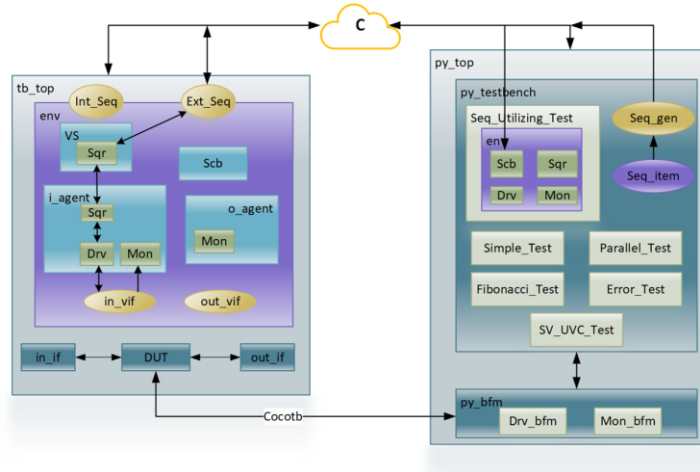 C
tb_top
Int_Seq
Ext_Seq
env
VS
Sqr
Scb
i_agent
Sqr
Drv
Mon
o_agent
Mon
in_vif
out_vif
in_if
DUT
out_if
Cocotb
py_top
py_testbench
Seq_Utilizing_Test
en
Scb
Sqr
Drv
Mon
Seq_gen
Seq_item
Simple_Test
Parallel_Test
Fibonacci_Test
Error_Test
SV_UVC_Test
py_bfm
Drv_bfm
Mon_bfm